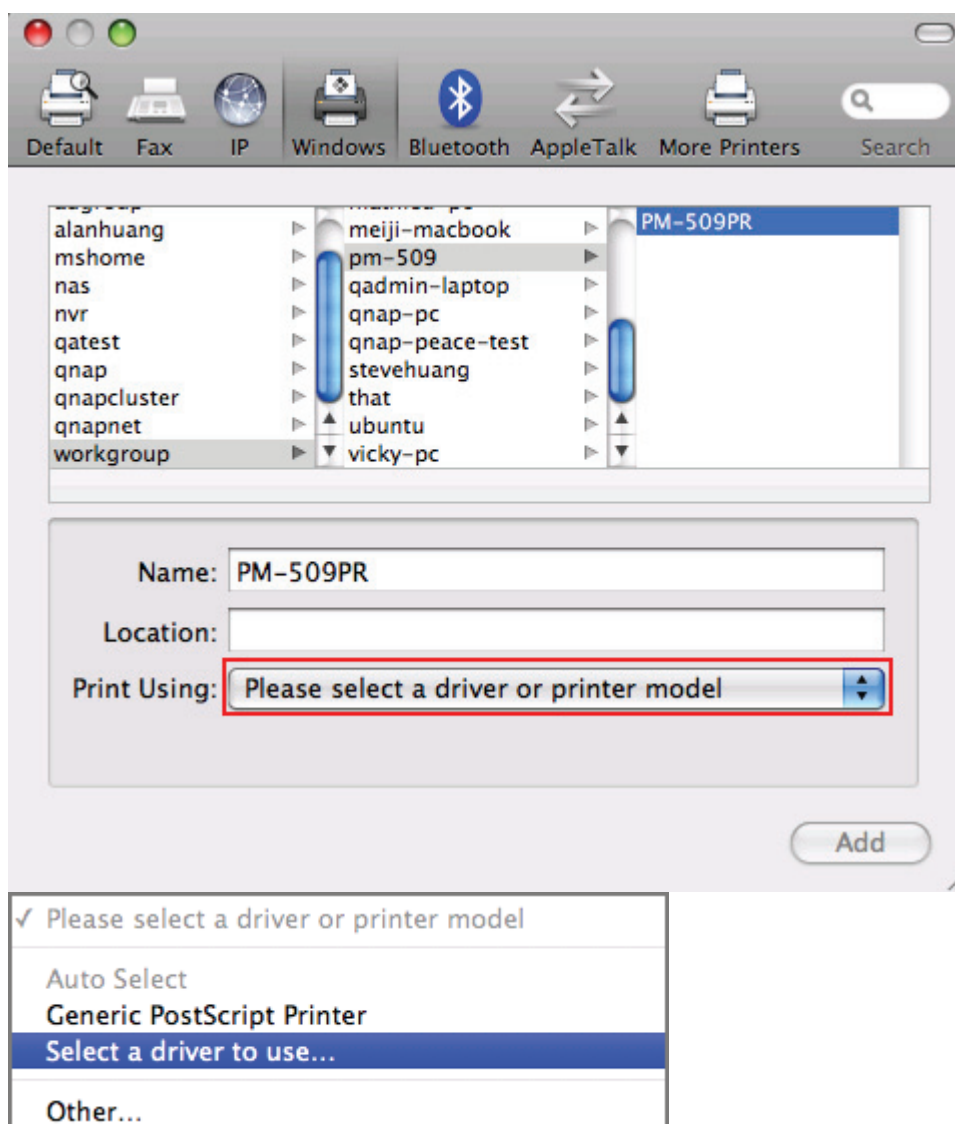 Default Fax IP Windows Bluetooth AppleTalk More Printers Search
alanhuang
mshome
nas
nvr
qatest
qnap
qnapcluster
qnapnet
workgroup
meiji-macbook
pm-509
qadmin-laptop
qnap-pc
qnap-peace-test
stevehuang
that
ubuntu
vicky-pc
PM-509PR
Name: PM-509PR
Location:
Print Using: Please select a driver or printer model
Add
✓ Please select a driver or printer model
Auto Select
Generic PostScript Printer
Select a driver to use...
Other...